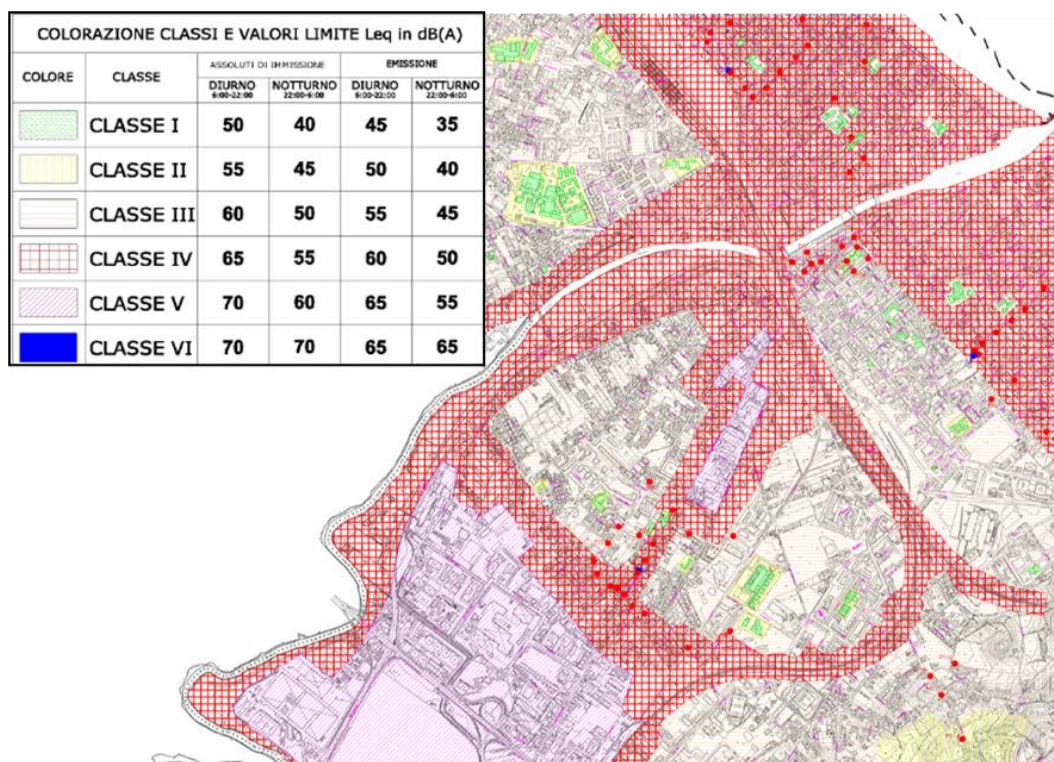 COLORAZIONE CLASSI E VALORI LIMITE Leq in dB(A)
COLORE CLASSE ASSOLUTI DI IMMISSIONE EMISSIONE
DIURNO NOTTURNO DIURNO NOTTURNO
6:00-22:00 22:00-6:00 6:00-22:00 22:00-6:00
CLASSE I 50 40 45 35
CLASSE II 55 45 50 40
CLASSE III 60 50 55 45
CLASSE IV 65 55 60 50
CLASSE V 70 60 65 55
CLASSE VI 70 70 65 65